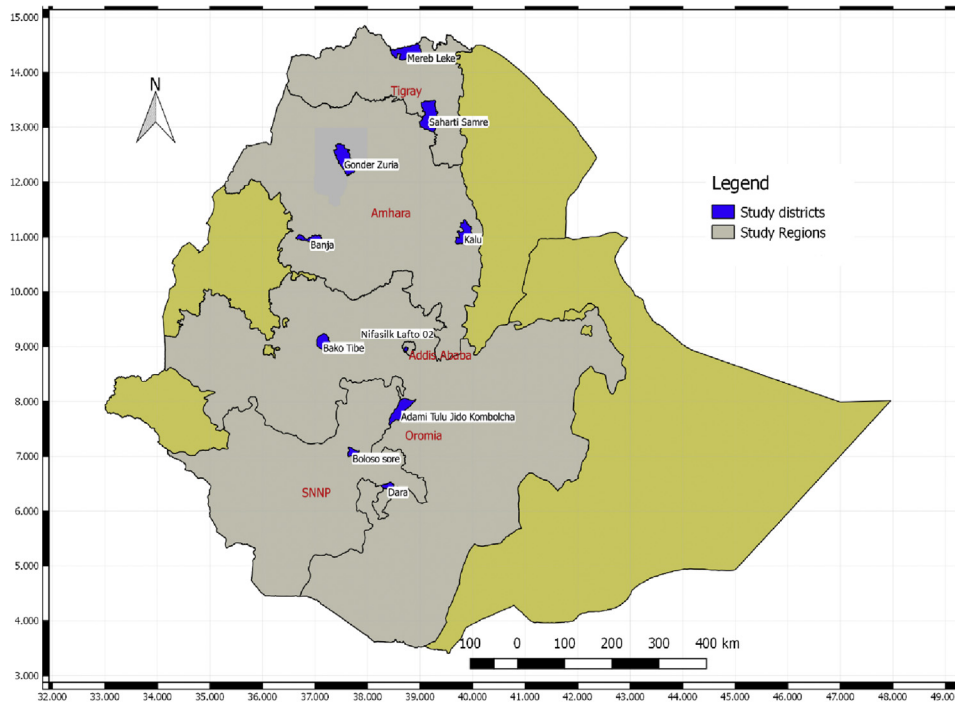 15.000
14.000
13.000
12.000
11.000
10.000
9.000
8.000
7.000
6.000
5.000
4.000
3.000
N
Mereb Leke
Tigray
Saharti Samre
Gonder Zuria
Amhara
Banja
Kalu
Nifasilk Lafto 02
Bako Tibe
Addis Ababa
Adami Tulu Jido Kombolcha
Oromia
Boloso sore
SNNP
Dara
Legend
Study districts
Study Regions
100 0 100 200 300 400 km
32.000 33.000 34.000 35.000 36.000 37.000 38.000 39.000 40.000 41.000 42.000 43.000 44.000 45.000 46.000 47.000 48.000 49.000